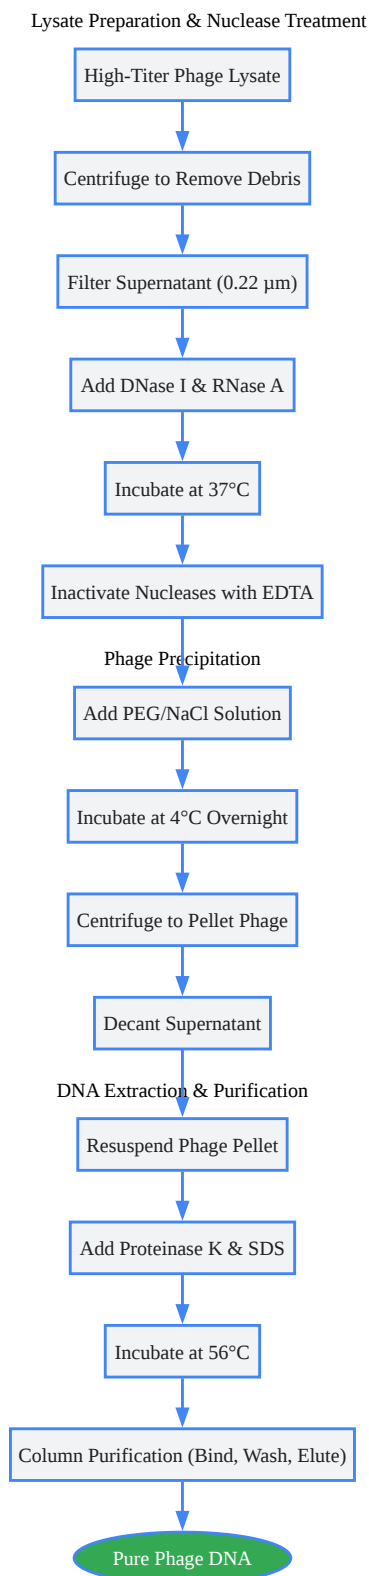 Lysate Preparation & Nuclease Treatment
High-Titer Phage Lysate
Centrifuge to Remove Debris
Filter Supernatant (0.22 µm)
Add DNase I & RNase A
Incubate at 37°C
Inactivate Nucleases with EDTA
Phage Precipitation
Add PEG/NaCl Solution
Incubate at 4°C Overnight
Centrifuge to Pellet Phage
Decant Supernatant
DNA Extraction & Purification
Resuspend Phage Pellet
Add Proteinase K & SDS
Incubate at 56°C
Column Purification (Bind, Wash, Elute)
Pure Phage DNA